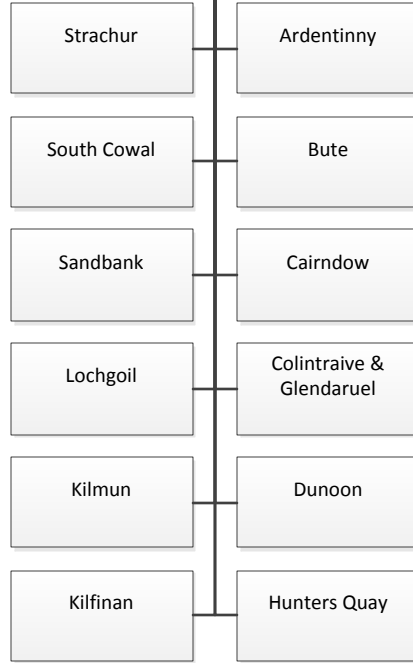 Strachur
Ardentinny
South Cowal
Bute
Sandbank
Cairndow
Lochgoil
Colintraive &
Glendaruel
Kilmun
Dunoon
Kilfinan
Hunters Quay